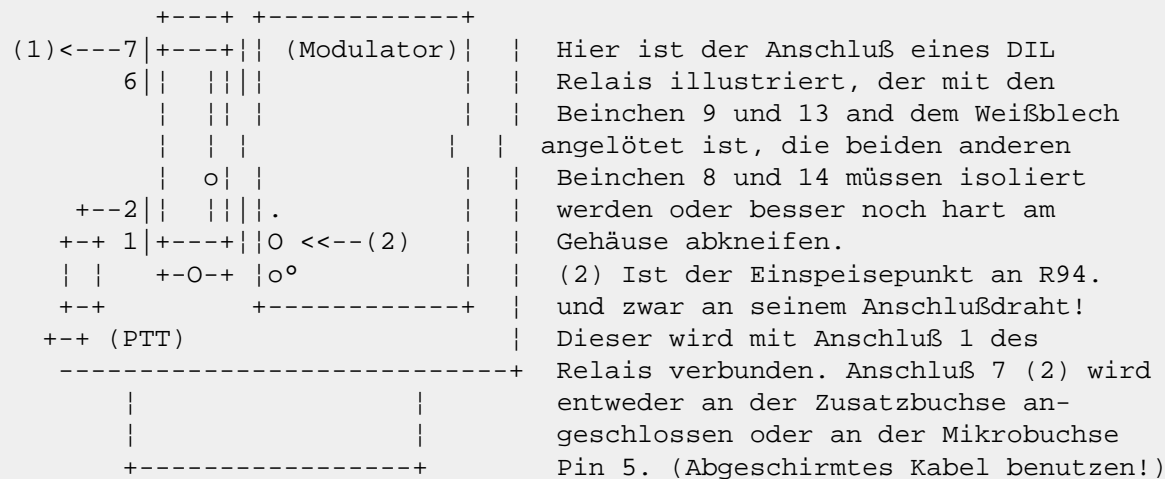 +---+ +------------+
(1)<---7|+---+|| (Modulator)¦  ¦  Hier ist der Anschluß eines DIL
       6|¦  ¦|¦|            ¦  ¦  Relais illustriert, der mit den
         ¦  ¦¦ ¦            ¦  ¦  Beinchen 9 und 13 and dem Weißblech
         ¦  ¦ ¦            ¦  ¦  angelötet ist, die beiden anderen
         ¦  o¦ ¦            ¦  ¦  Beinchen 8 und 14 müssen isoliert
    +--2|¦  ¦|¦|.           ¦  ¦  werden oder besser noch hart am
   +-+ 1|+---+||O <<--(2)   ¦  ¦  Gehäuse abkneifen.
   ¦ ¦   +-O-+ |oº          ¦  ¦  (2) Ist der Einspeisepunkt an R94.
   +-+         +------------+  ¦  und zwar an seinem Anschlußdraht!
  +-+ (PTT)                    ¦  Dieser wird mit Anschluß 1 des
   ---------------------------+  Relais verbunden. Anschluß 7 (2) wird
       ¦                 ¦        entweder an der Zusatzbuchse an-
       ¦                 ¦        geschlossen oder an der Mikrobuchse
       +-----------------+        Pin 5. (Abgeschirmtes Kabel benutzen!)